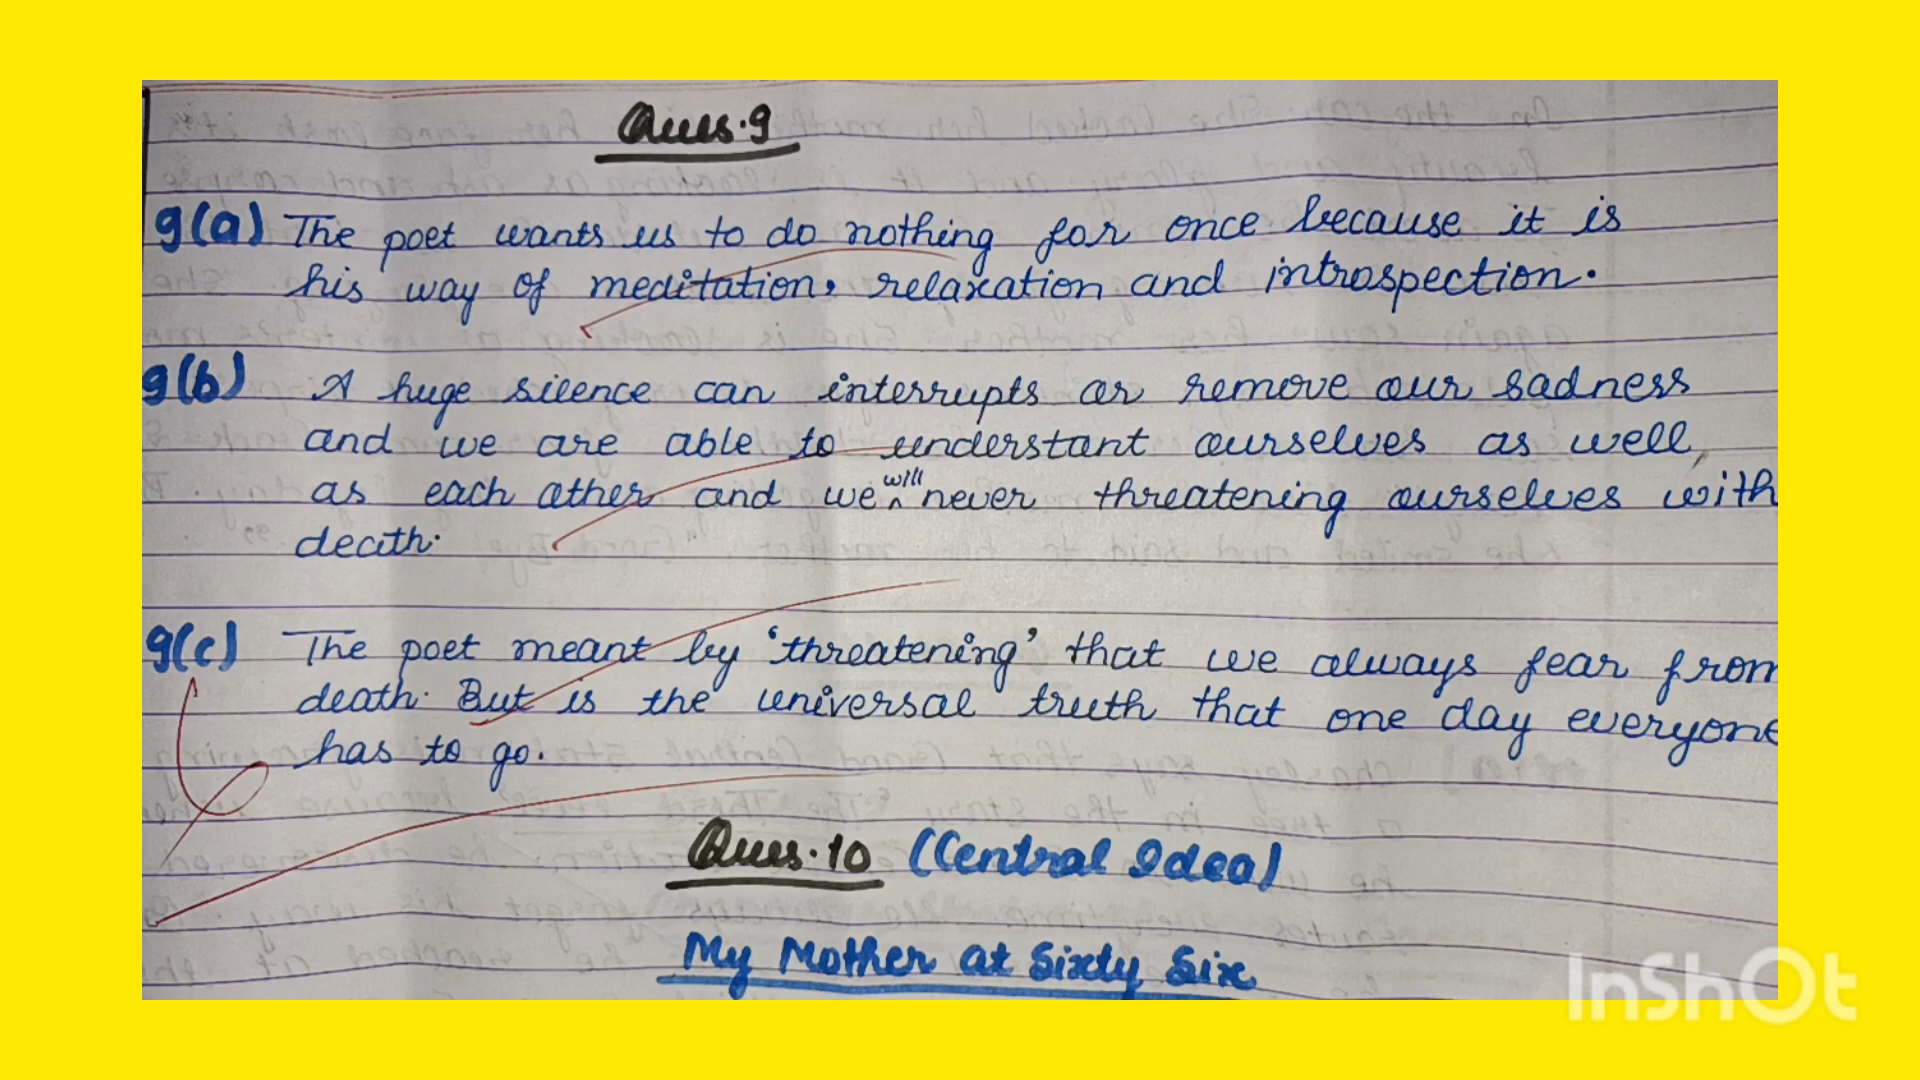 Ques.9
9(a) The poet wants us to do nothing for once because it is
his way of meditation, relaxation and introspection.
9(b) A huge silence can interrupts or remove our sadness
and we are able to understant ourselves as well
as each other and we will never threatening ourselves with
death.
9(c) The poet meant by 'threatening' that we always fear from
death. But is the universal truth that one day everyone
has to go.
Ques.10 (Central Idea)
My Mother at Sixty Six
InShOt